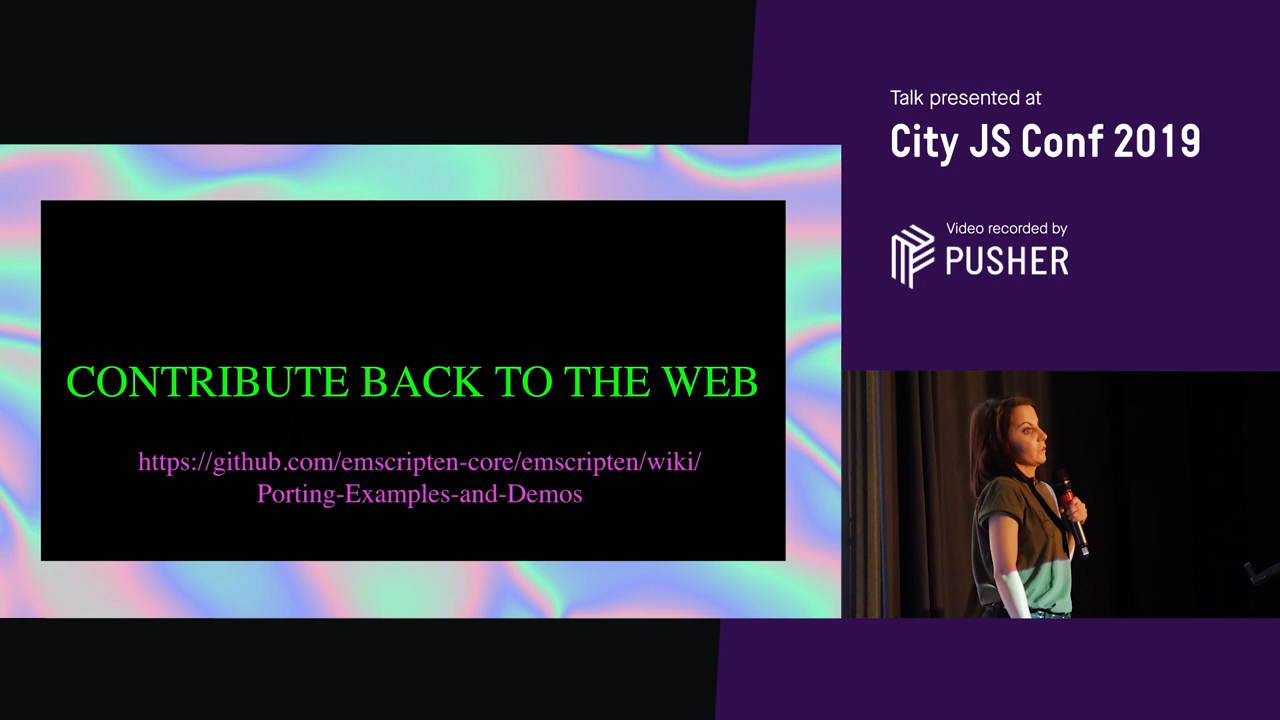 Talk presented at
City JS Conf 2019
Video recorded by
PUSHER
CONTRIBUTE BACK TO THE WEB
https://github.com/emscripten-core/emscripten/wiki/
Porting-Examples-and-Demos